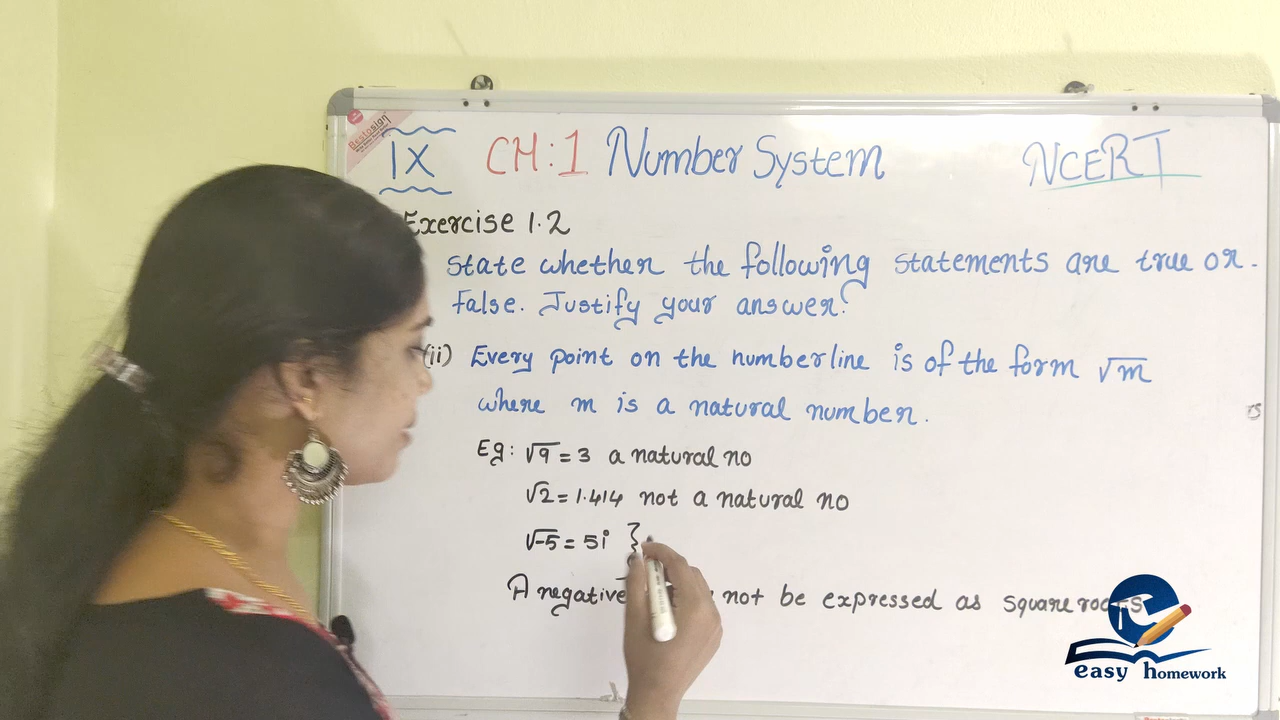 Bestosign
IX CH:1 Number System NCERT
Exercise 1.2
State whether the following statements are true or.
False. Justify your answer?
(ii) Every point on the numberline is of the form √m
where m is a natural number.
Eg: √9 = 3 a natural no
√2 = 1.414 not a natural no
√-5 = 5i }
A negative not be expressed as square roots
easy homework